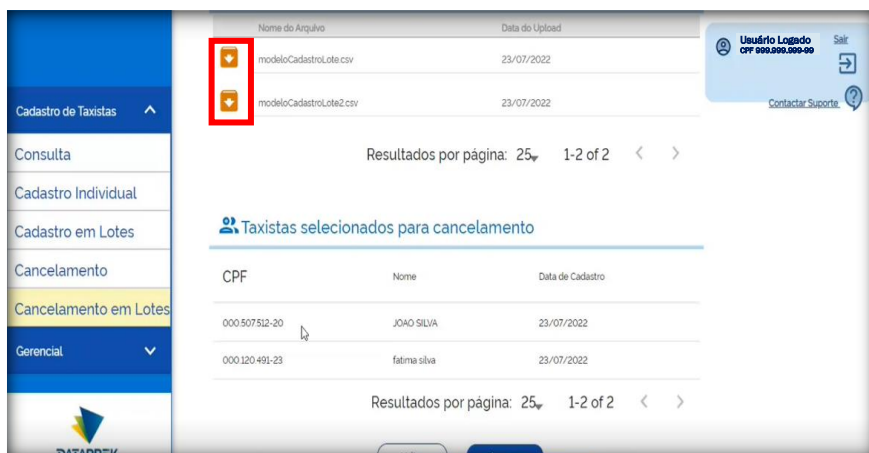 Nome do Arquivo Data do Upload
modeloCadastroLote.csv 23/07/2022
modeloCadastroLote2.csv 23/07/2022
Resultados por página: 25 1-2 of 2
Usuário Logado Sair
CPF 999.999.999-99
Contactar Suporte
Cadastro de Taxistas
Consulta
Cadastro Individual
Cadastro em Lotes
Cancelamento
Cancelamento em Lotes
Gerencial
Taxistas selecionados para cancelamento
CPF Nome Data de Cadastro
000.507.512-20 JOAO SILVA 23/07/2022
000.120.491-23 fatima silva 23/07/2022
Resultados por página: 25 1-2 of 2